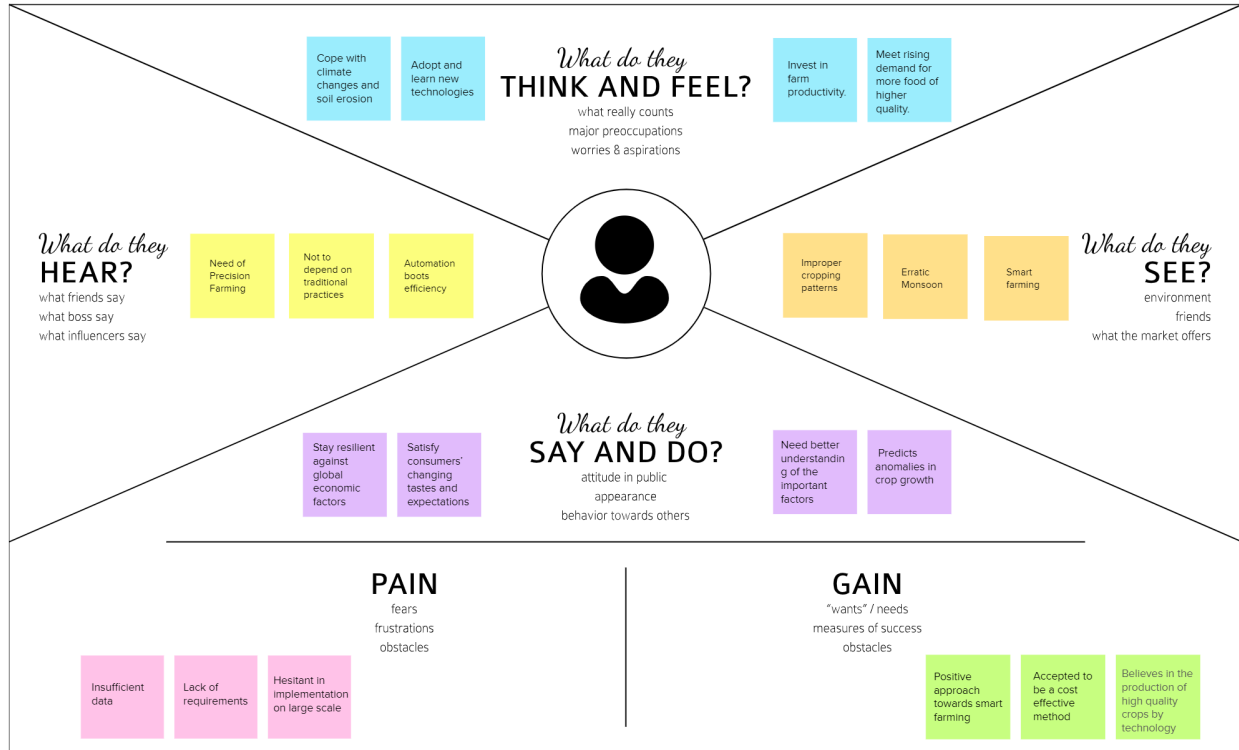 What do they
THINK AND FEEL?
what really counts
major preoccupations
worries & aspirations
Cope with
climate
changes and
soil erosion
Adopt and
learn new
technologies
Invest in
farm
productivity.
Meet rising
demand for
more food of
higher
quality.
What do they
HEAR?
what friends say
what boss say
what influencers say
Need of
Precision
Farming
Not to
depend on
traditional
practices
Automation
boots
efficiency
Improper
cropping
patterns
Erratic
Monsoon
Smart
farming
What do they
SEE?
environment
friends
what the market offers
What do they
SAY AND DO?
attitude in public
appearance
behavior towards others
Stay resilient
against
global
economic
factors
Satisfy
consumers'
changing
tastes and
expectations
Need better
understandin
g of the
important
factors
Predicts
anomalies in
crop growth
PAIN
fears
frustrations
obstacles
Insufficient
data
Lack of
requirements
Hesitant in
implementation
on large scale
GAIN
"wants" / needs
measures of success
obstacles
Positive
approach
towards smart
farming
Accepted to
be a cost
effective
method
Believes in the
production of
high quality
crops by
technology